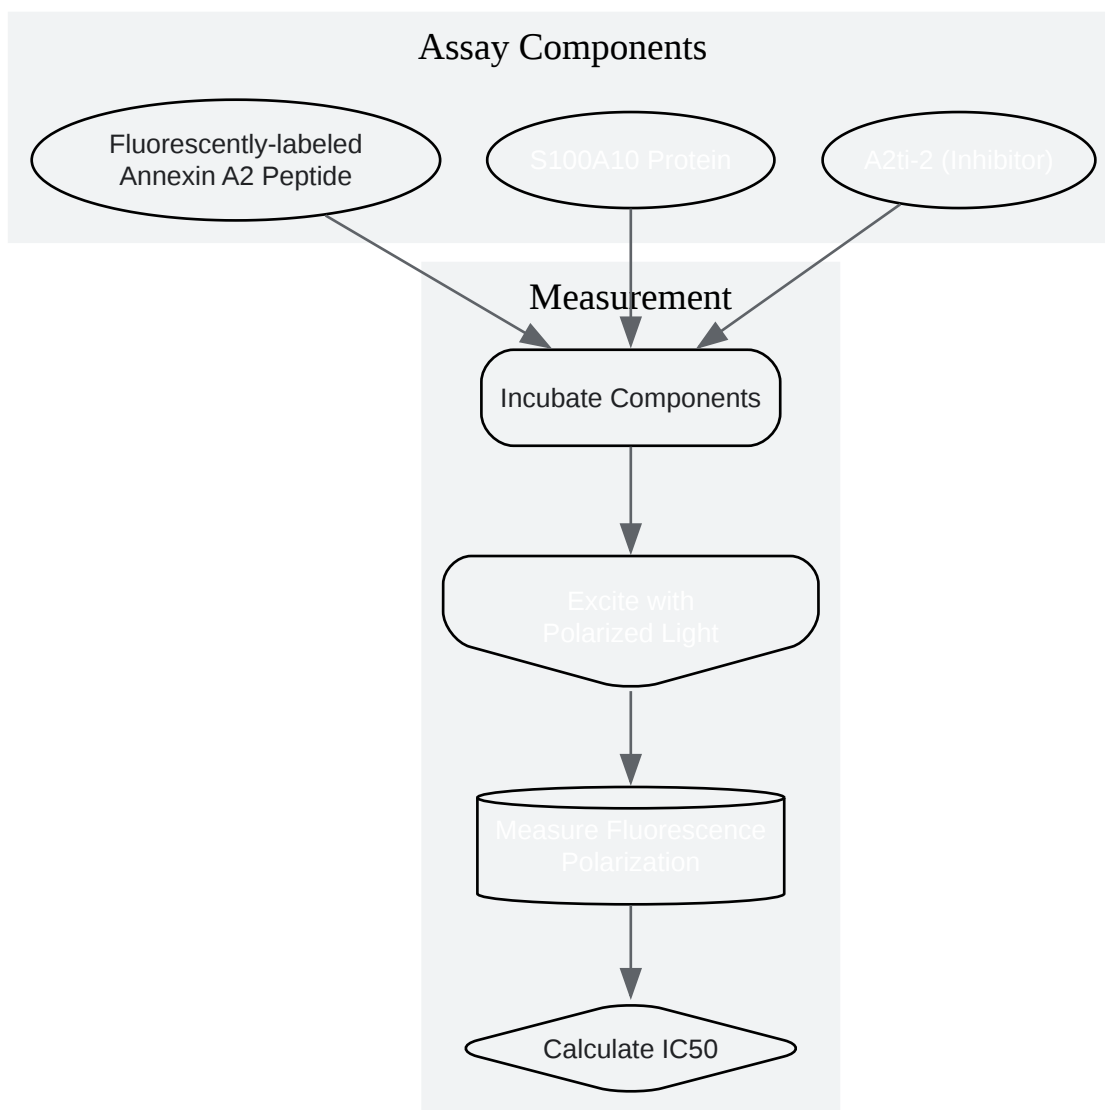 Assay Components
Fluorescently-labeled
Annexin A2 Peptide
S100A10 Protein
A2ti-2 (Inhibitor)
Measurement
Incubate Components
Excite with
Polarized Light
Measure Fluorescence
Polarization
Calculate IC50